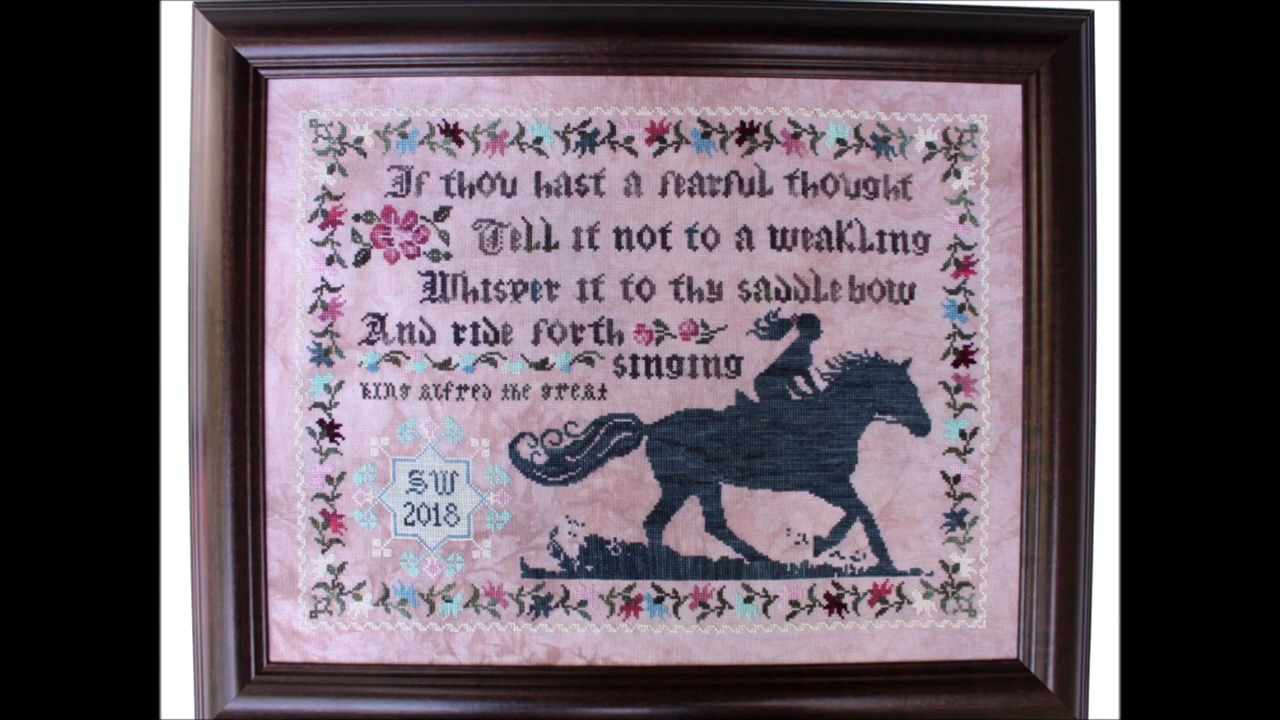 If thou hast a fearful thought
Tell it not to a weakling
Whisper it to thy saddlebow
And ride forth
singing
king alfred the great
SW
2018